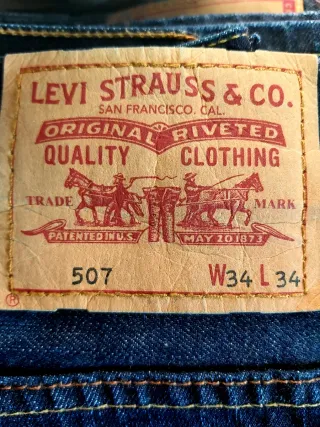 LEVI STRAUSS & CO.
SAN FRANCISCO. CAL.
ORIGINAL RIVETED
QUALITY CLOTHING
TRADE MARK
PATENTED IN U.S. MAY 20 1873
507 W34 L 34
®